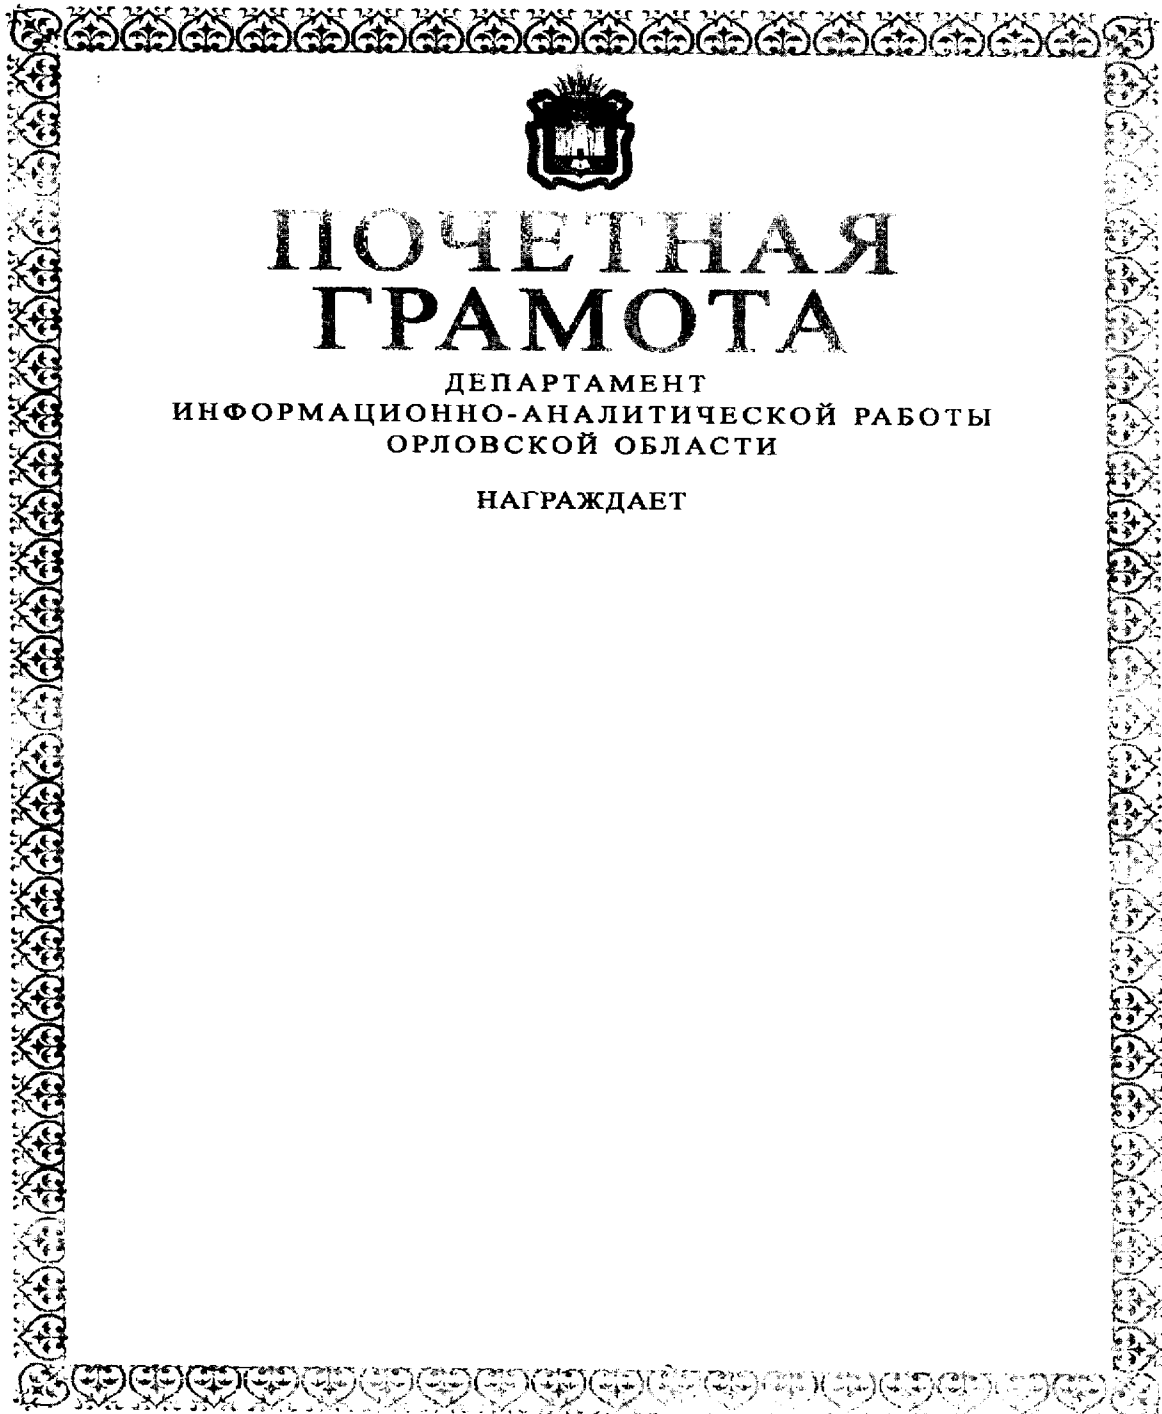 ПОЧЕТНАЯ
ГРАМОТА
ДЕПАРТАМЕНТ
ИНФОРМАЦИОННО-АНАЛИТИЧЕСКОЙ РАБОТЫ
ОРЛОВСКОЙ ОБЛАСТИ
НАГРАЖДАЕТ